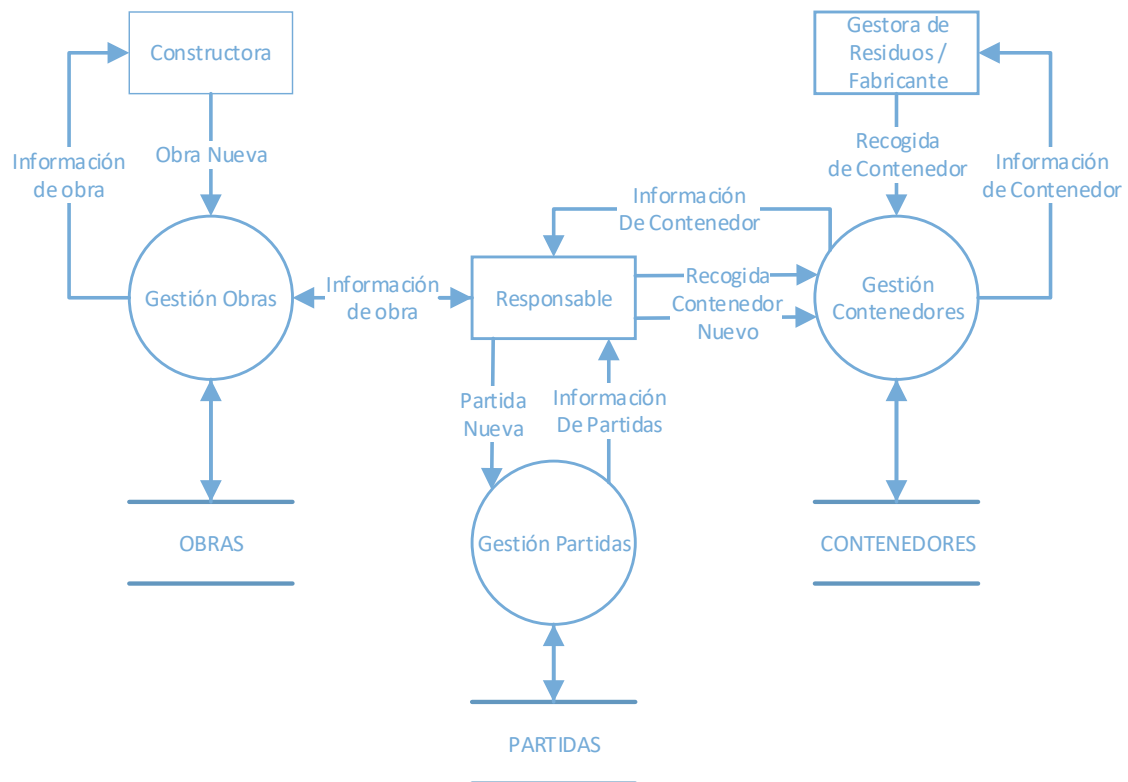 Constructora
Gestora de
Residuos /
Fabricante
Obra Nueva
Información
de obra
Recogida
de Contenedor
Información
de Contenedor
Información
De Contenedor
Gestión Obras
Información
de obra
Responsable
Recogida
Contenedor
Nuevo
Gestión
Contenedores
Partida
Nueva
Información
De Partidas
Gestión Partidas
OBRAS
CONTENEDORES
PARTIDAS